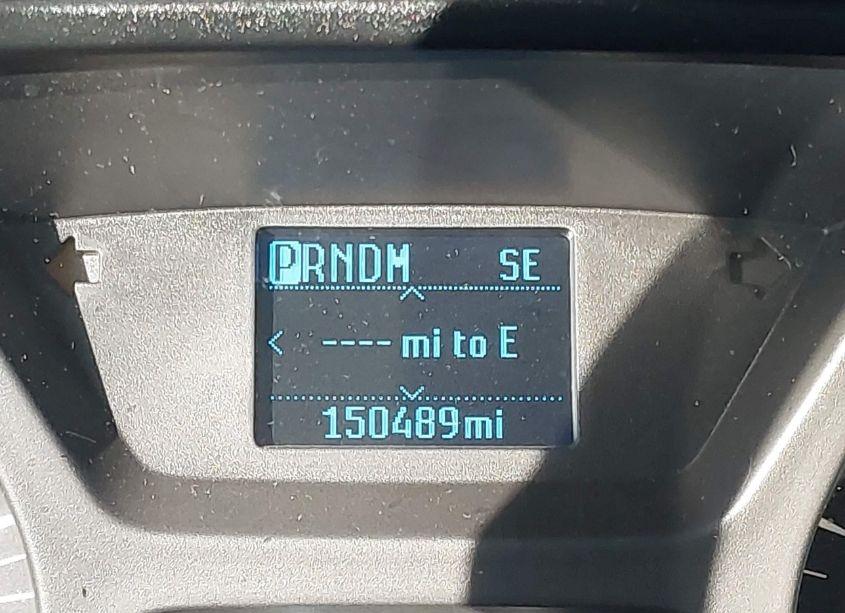 PRNDM SE
< ---- mi to E
150489mi